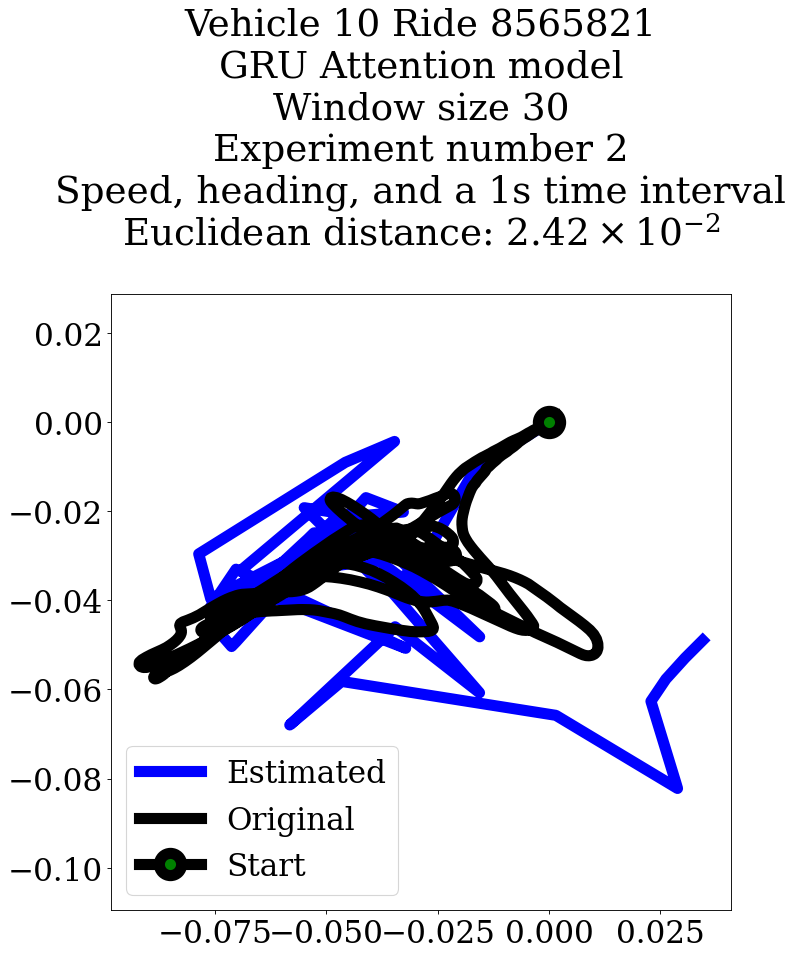 Vehicle 10 Ride 8565821
GRU Attention model
Window size 30
Experiment number 2
Speed, heading, and a 1s time interval
Euclidean distance: 2.42 × 10⁻²
0.02
0.00
−0.02
−0.04
−0.06
−0.08
−0.10
Estimated
Original
Start
−0.075 −0.050 −0.025 0.000 0.025